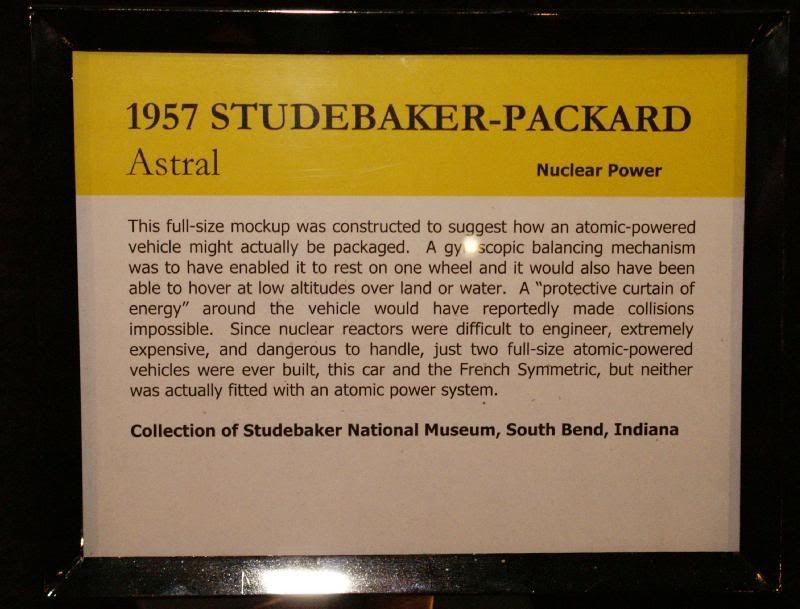 1957 STUDEBAKER-PACKARD
Astral
Nuclear Power
This full-size mockup was constructed to suggest how an atomic-powered
vehicle might actually be packaged. A gyroscopic balancing mechanism
was to have enabled it to rest on one wheel and it would also have been
able to hover at low altitudes over land or water. A “protective curtain of
energy” around the vehicle would have reportedly made collisions
impossible. Since nuclear reactors were difficult to engineer, extremely
expensive, and dangerous to handle, just two full-size atomic-powered
vehicles were ever built, this car and the French Symmetric, but neither
was actually fitted with an atomic power system.
Collection of Studebaker National Museum, South Bend, Indiana